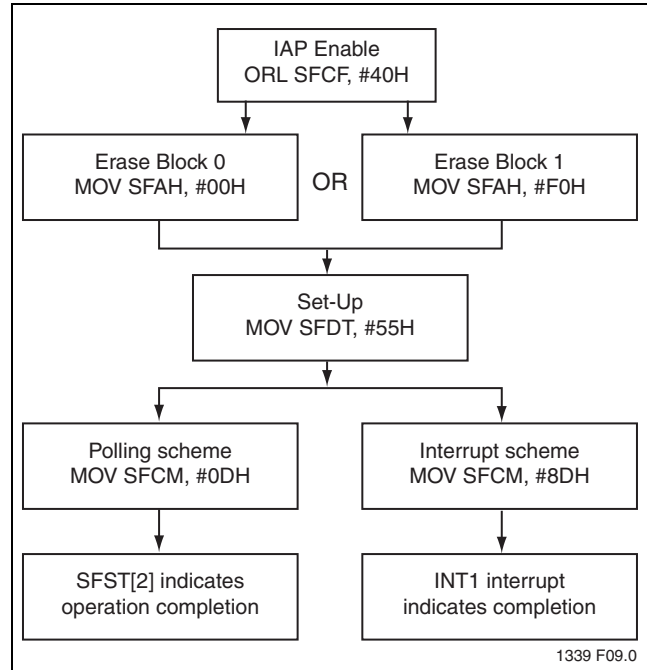 IAP Enable
ORL SFCF, #40H
Erase Block 0
MOV SFAH, #00H
OR
Erase Block 1
MOV SFAH, #F0H
Set-Up
MOV SFDT, #55H
Polling scheme
MOV SFCM, #0DH
Interrupt scheme
MOV SFCM, #8DH
SFST[2] indicates
operation completion
INT1 interrupt
indicates completion
1339 F09.0